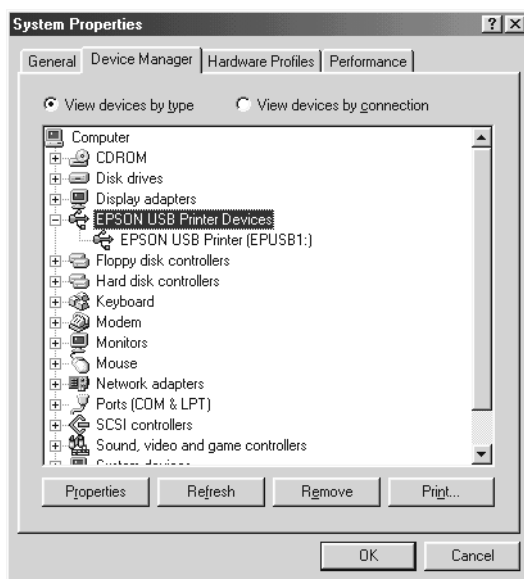 System Properties
General Device Manager Hardware Profiles Performance
View devices by type View devices by connection
Computer
CDROM
Disk drives
Display adapters
EPSON USB Printer Devices
EPSON USB Printer (EPUSB1:)
Floppy disk controllers
Hard disk controllers
Keyboard
Modem
Monitors
Mouse
Network adapters
Ports (COM & LPT)
SCSI controllers
Sound, video and game controllers
Properties Refresh Remove Print...
OK Cancel